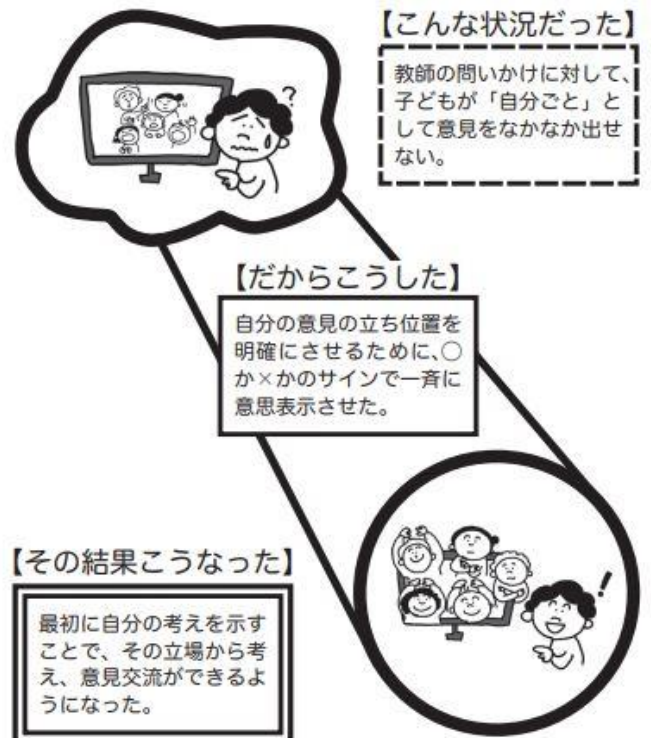 【こんな状況だった】
教師の問いかけに対して、
子どもが「自分ごと」と
して意見をなかなか出せ
ない。
?
【だからこうした】
自分の意見の立ち位置を
明確にさせるために、○
か×かのサインで一斉に
意思表示させた。
!
【その結果こうなった】
最初に自分の考えを示す
ことで、その立場から考
え、意見交流ができるよ
うになった。